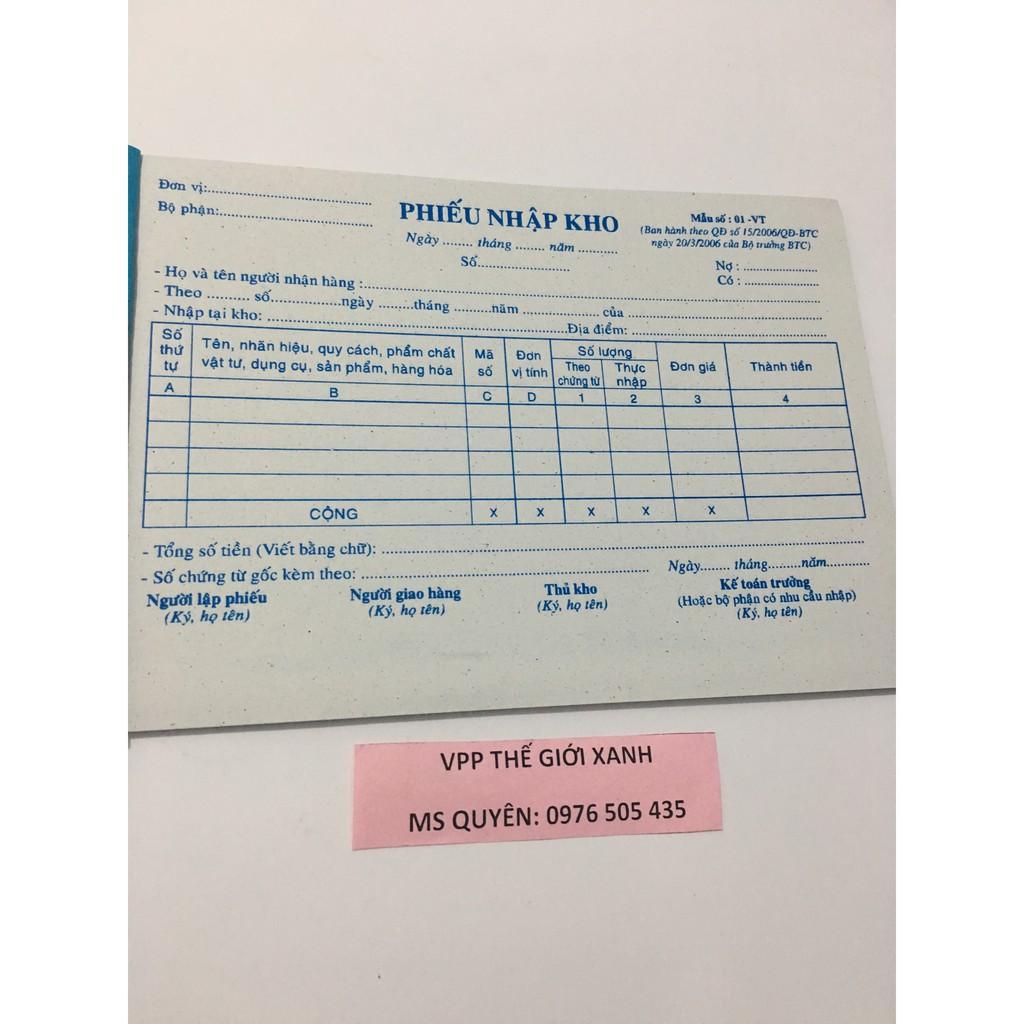 Đơn vị:....................................
Bộ phận:..................................
PHIẾU NHẬP KHO
Ngày ........ tháng ........ năm ..........
Số........................
Mẫu số : 01 -VT
(Ban hành theo QĐ số 15/2006/QĐ-BTC
ngày 20/3/2006 của Bộ trưởng BTC)
Nợ : ....................
Có : ....................
- Họ và tên người nhận hàng :..........................................................
- Theo .......... số.................ngày .........tháng .........năm .................... của ........................................
- Nhập tại kho: ..........................................................Địa điểm: ........................................
Số thứ tự
Tên, nhãn hiệu, quy cách, phẩm chất vật tư, dụng cụ, sản phẩm, hàng hóa
Mã số
Đơn vị tính
Số lượng
Theo chứng từ
Thực nhập
Đơn giá
Thành tiền
A B C D 1 2 3 4
CỘNG X X X X X
- Tổng số tiền (Viết bằng chữ): ..........................................................
- Số chứng từ gốc kèm theo: ..........................................................
Ngày........ tháng.........năm...........
Người lập phiếu
(Ký, họ tên)
Người giao hàng
(Ký, họ tên)
Thủ kho
(Ký, họ tên)
Kế toán trưởng
(Hoặc bộ phận có nhu cầu nhập)
(Ký, họ tên)
VPP THẾ GIỚI XANH
MS QUYÊN: 0976 505 435